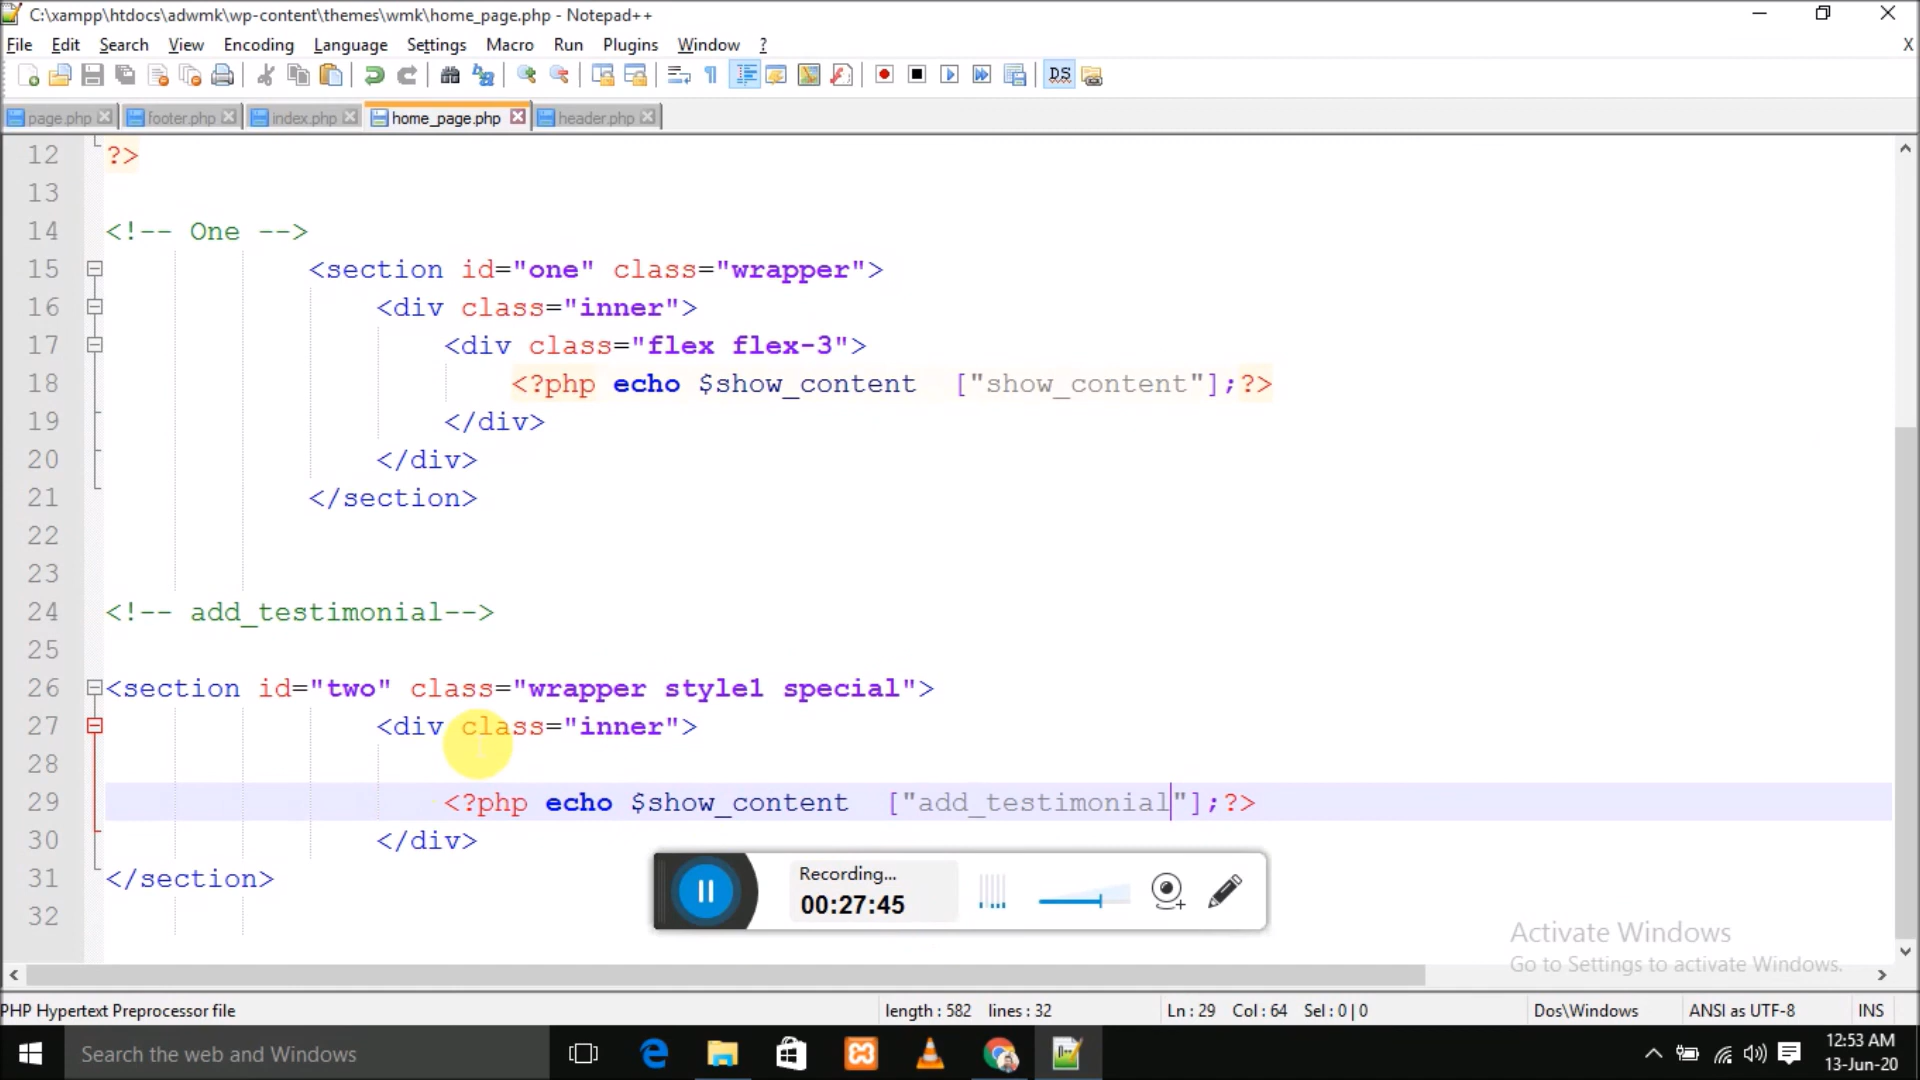 C:\xampp\htdocs\adwmk\wp-content\themes\wmk\home_page.php - Notepad++
File Edit Search View Encoding Language Settings Macro Run Plugins Window ? X
page.php footer.php index.php home_page.php header.php
12 ?>
13
14 <!-- One -->
15 <section id="one" class="wrapper">
16 <div class="inner">
17 <div class="flex flex-3">
18 <?php echo $show_content  ["show_content"];?>
19 </div>
20 </div>
21 </section>
22
23
24 <!-- add_testimonial-->
25
26 <section id="two" class="wrapper style1 special">
27 <div class="inner">
28
29 <?php echo $show_content  ["add_testimonial"];?>
30 </div>
31 </section>
32
Recording...
00:27:45
Activate Windows
Go to Settings to activate Windows.
PHP Hypertext Preprocessor file length : 582 lines : 32 Ln : 29 Col : 64 Sel : 0 | 0 Dos\Windows ANSI as UTF-8 INS
Search the web and Windows
12:53 AM
13-Jun-20